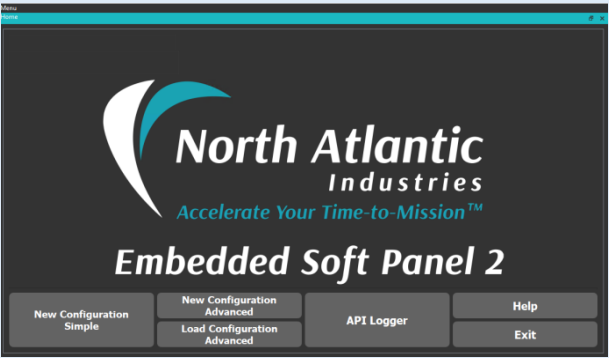 Menu
Home
North Atlantic
Industries
Accelerate Your Time-to-Mission™
Embedded Soft Panel 2
New Configuration
Simple
New Configuration
Advanced
Load Configuration
Advanced
API Logger
Help
Exit